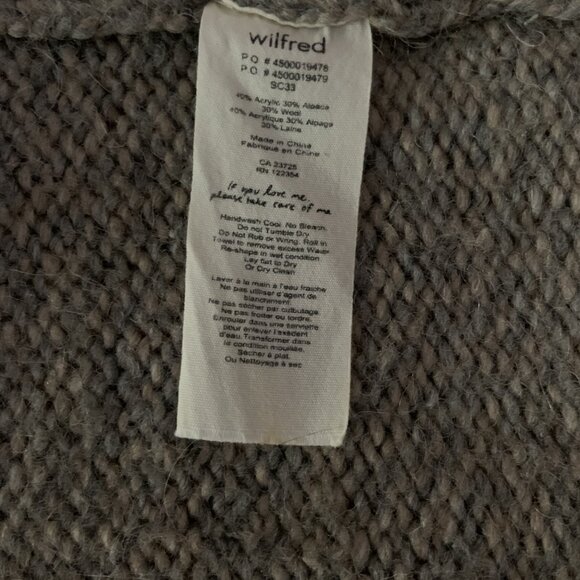 wilfred
P.O. # 4500019478
P.O. # 4500019479
SC33
40% Acrylic 30% Alpaca
30% Wool
40% Acrylique 30% Alpaga
30% Laine
Made in China
Fabriqué en Chine
CA 23725
RN 122354
If you love me,
please take care of me
Handwash Cool. No Bleach.
Do not Tumble Dry
Do Not Rub or Wring. Roll in
Towel to remove excess Water
Re-shape in wet condition
Lay flat to Dry
Or Dry Clean
Laver à la main à l'eau fraîche
Ne pas utiliser d'agent de
blanchiment.
Ne pas sécher par culbutage.
Ne pas frotter ou tordre.
Enrouler dans une serviette
pour enlever l'excédent
d'eau. Transformer dans
la condition mouillée.
Sécher à plat.
Ou Nettoyage à sec